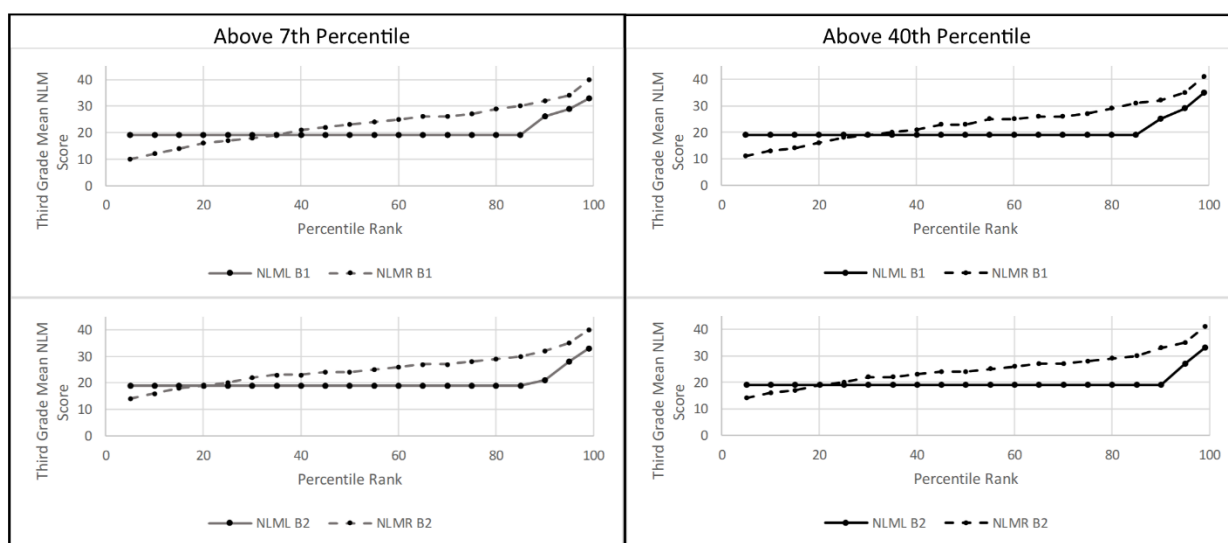 Above 7th Percentile
Third Grade Mean NLM
Score
40
30
20
10
0
0 20 40 60 80 100
Percentile Rank
NLML B1 NLMR B1
Above 40th Percentile
Third Grade Mean NLM
Score
40
30
20
10
0
0 20 40 60 80 100
Percentile Rank
NLML B1 NLMR B1
Third Grade Mean NLM
Score
40
30
20
10
0
0 20 40 60 80 100
Percentile Rank
NLML B2 NLMR B2
Third Grade Mean NLM
Score
40
30
20
10
0
0 20 40 60 80 100
Percentile Rank
NLML B2 NLMR B2